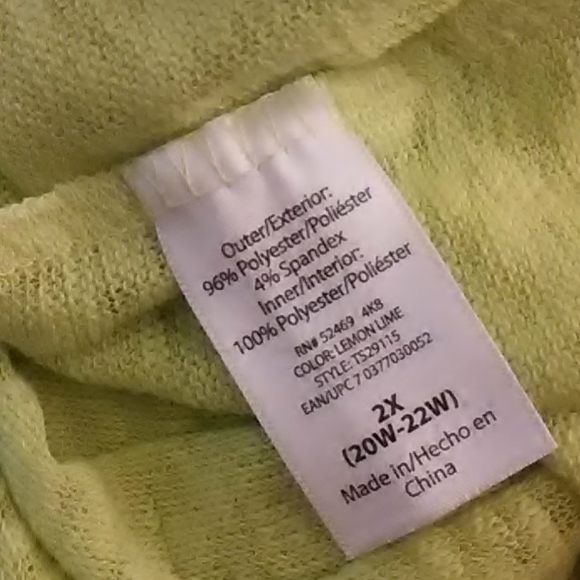 Outer/Exterior:
96% Polyester/Poliéster
4% Spandex
Inner/Interior:
100% Polyester/Poliéster
RN# 52469 4K8
COLOR: LEMON LIME
STYLE: TS29115
EAN/UPC 7 0377030052
2X
(20W-22W)
Made in/Hecho en
China